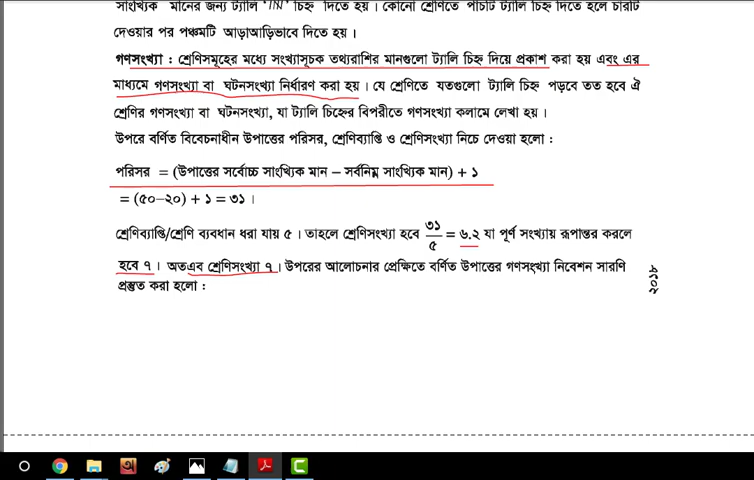 সাংখ্যিক মানের জন্য ট্যালি 'IN' চিহ্ন দিতে হয়। কোনো শ্রেণিতে পাঁচটি ট্যালি চিহ্ন দিতে হলে চারটি
দেওয়ার পর পঞ্চমটি আড়াআড়িভাবে দিতে হয়।
গণসংখ্যা : শ্রেণিসমূহের মধ্যে সংখ্যাসূচক তথ্যরাশির মানগুলো ট্যালি চিহ্ন দিয়ে প্রকাশ করা হয় এবং এর
মাধ্যমে গণসংখ্যা বা ঘটনসংখ্যা নির্ধারণ করা হয়। যে শ্রেণিতে যতগুলো ট্যালি চিহ্ন পড়বে তত হবে ঐ
শ্রেণির গণসংখ্যা বা ঘটনসংখ্যা, যা ট্যালি চিহ্নের বিপরীতে গণসংখ্যা কলামে লেখা হয়।
উপরে বর্ণিত বিবেচনাধীন উপাত্তের পরিসর, শ্রেণিব্যাপ্তি ও শ্রেণিসংখ্যা নিচে দেওয়া হলো :
পরিসর = (উপাত্তের সর্বোচ্চ সাংখ্যিক মান – সর্বনিম্ন সাংখ্যিক মান) + ১
= (৫০–২০) + ১ = ৩১।
শ্রেণিব্যাপ্তি/শ্রেণি ব্যবধান ধরা যায় ৫। তাহলে শ্রেণিসংখ্যা হবে ৩১/৫ = ৬.২ যা পূর্ণ সংখ্যায় রূপান্তর করলে
হবে ৭। অতএব শ্রেণিসংখ্যা ৭। উপরের আলোচনার প্রেক্ষিতে বর্ণিত উপাত্তের গণসংখ্যা নিবেশন সারণি
প্রস্তুত করা হলো :
২০১৮